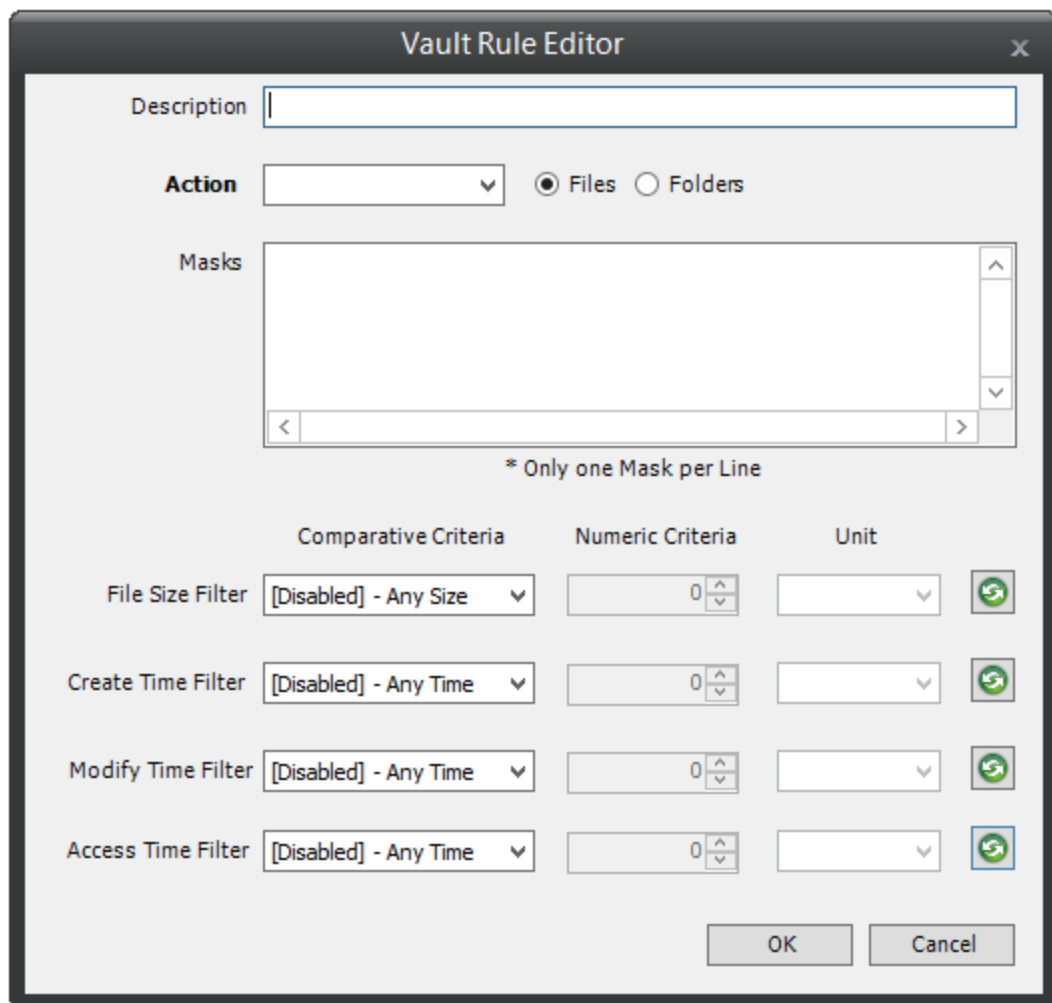 Vault Rule Editor x
Description
Action Files Folders
Masks
* Only one Mask per Line
Comparative Criteria Numeric Criteria Unit
File Size Filter [Disabled] - Any Size 0
Create Time Filter [Disabled] - Any Time 0
Modify Time Filter [Disabled] - Any Time 0
Access Time Filter [Disabled] - Any Time 0
OK Cancel